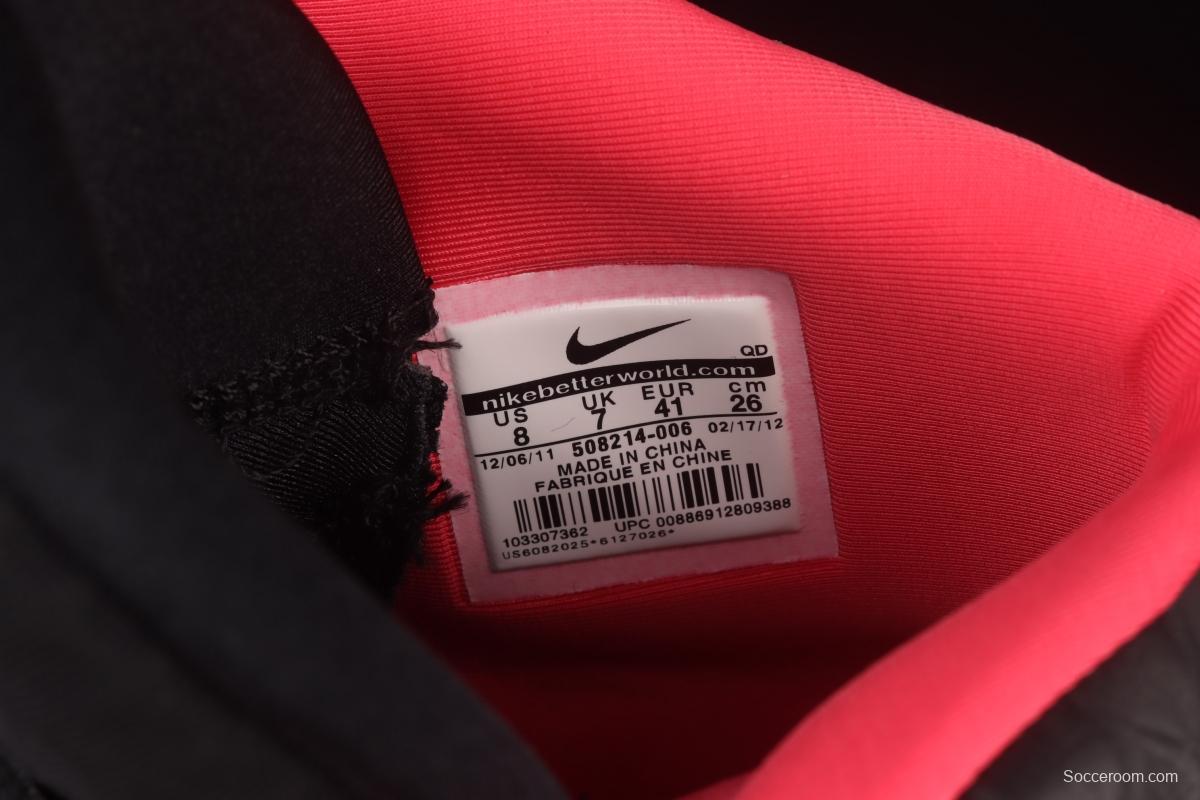 QD
nikebetterworld.com
US UK EUR cm
8 7 41 26
12/06/11 508214-006 02/17/12
MADE IN CHINA
FABRIQUE EN CHINE
103307362 UPC 00886912809388
US6082025*6127026*
Socceroom.com